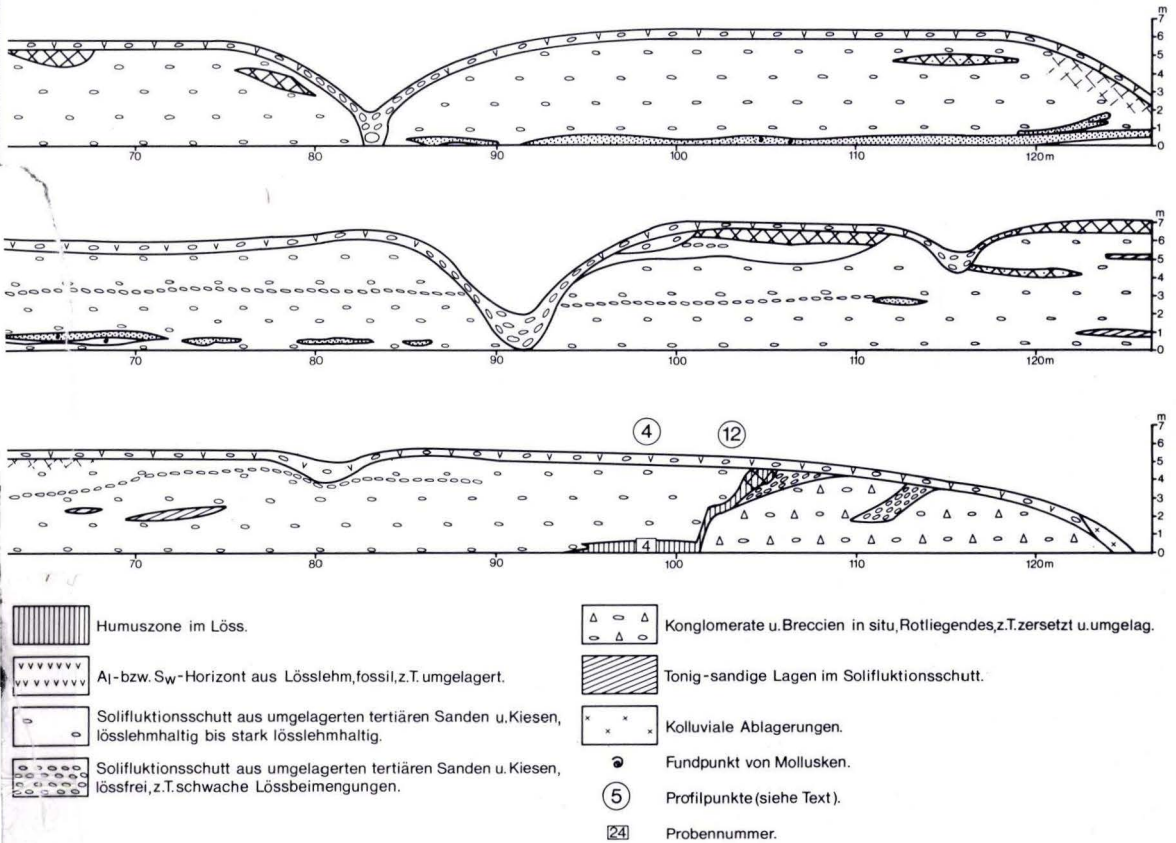 m
7
6
5
4
3
2
1
0
70 80 90 100 110 120m
m
7
6
5
4
3
2
1
0
70 80 90 100 110 120m
4 12
m
7
6
5
4
3
2
1
0
4
70 80 90 100 110 120m
Humuszone im Löss.
Al-bzw. Sw-Horizont aus Lösslehm, fossil, z.T. umgelagert.
Solifluktionsschutt aus umgelagerten tertiären Sanden u. Kiesen,
lösslehmhaltig bis stark lösslehmhaltig.
Solifluktionsschutt aus umgelagerten tertiären Sanden u. Kiesen,
lössfrei, z.T. schwache Lössbeimengungen.
Konglomerate u. Breccien in situ, Rotliegendes, z.T. zersetzt u. umgelag.
Tonig-sandige Lagen im Solifluktionsschutt.
Kolluviale Ablagerungen.
Fundpunkt von Mollusken.
5 Profilpunkte (siehe Text).
24 Probennummer.